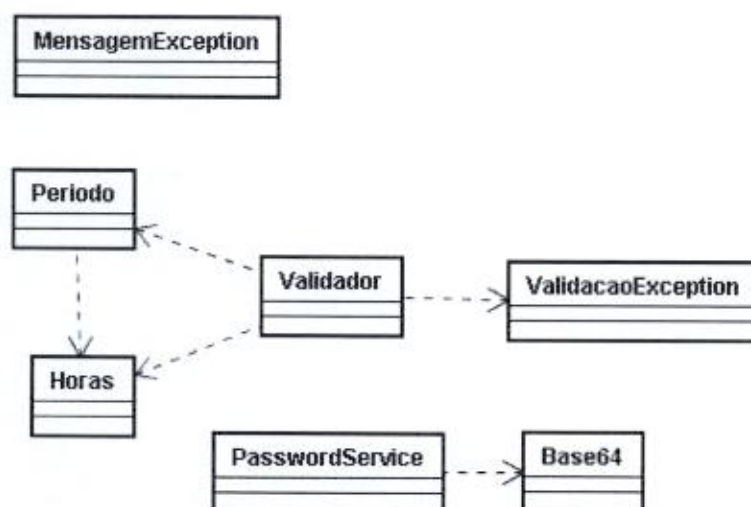 MensagemException
Periodo
Validador
ValidacaoException
Horas
PasswordService
Base64